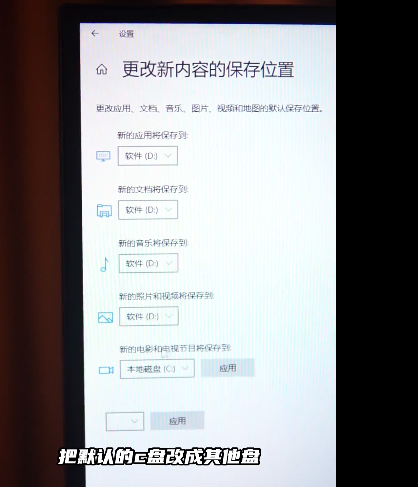 设置
更改新内容的保存位置
更改应用、文档、音乐、图片、视频和地图的默认保存位置。
新的应用将保存到:
软件 (D:)
新的文档将保存到:
软件 (D:)
新的音乐将保存到:
软件 (D:)
新的照片和视频将保存到:
软件 (D:)
新的电影和电视节目将保存到:
本地磁盘 (C:)
应用
应用
把默认的c盘改成其他盘